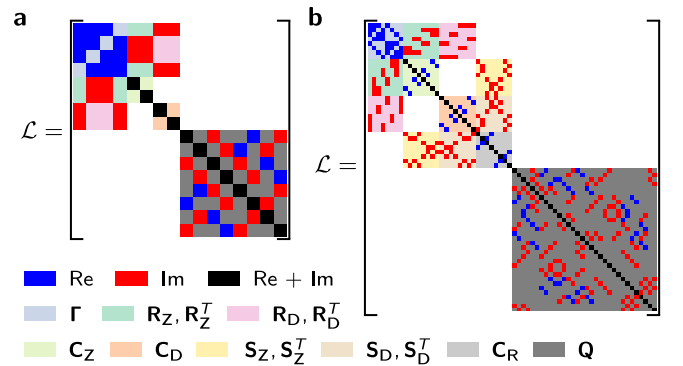 a
b
ℒ =
ℒ =
Re Im Re + Im
Γ R_Z, R_Z^T R_D, R_D^T
C_Z C_D S_Z, S_Z^T S_D, S_D^T C_R Q